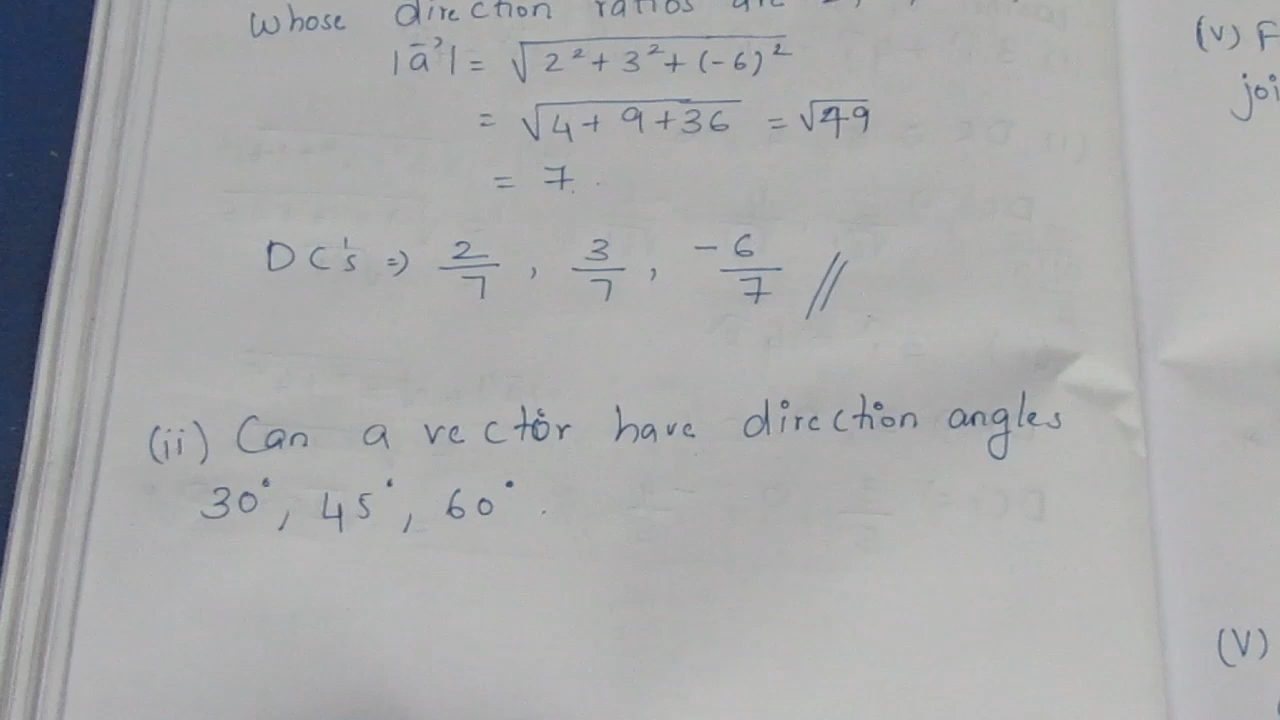 whose direction ratios are 2,
|a⃗| = √2² + 3² + (-6)²
= √4 + 9 + 36 = √49
= 7
DC's ⇒ 2/7 , 3/7 , -6/7 //
(ii) Can a vector have direction angles
30°, 45°, 60°.
(v) F
joi
(V)